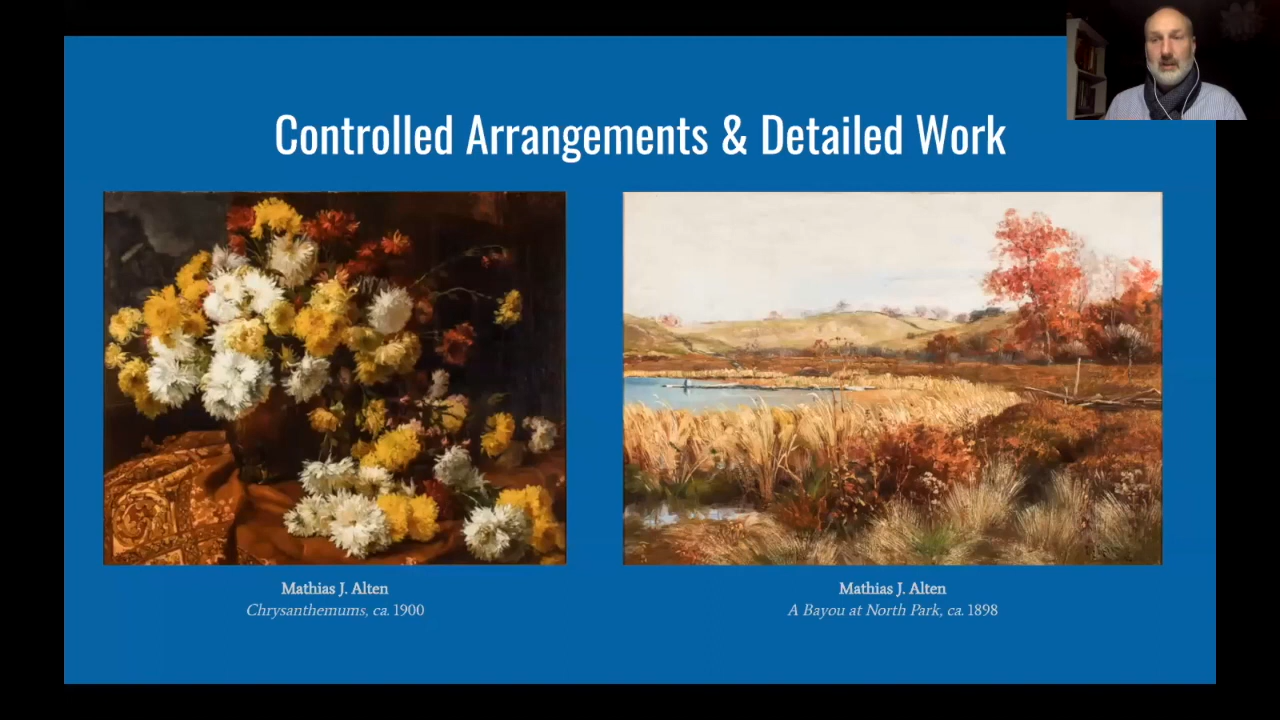 Controlled Arrangements & Detailed Work
Mathias J. Alten
Chrysanthemums, ca. 1900
Mathias J. Alten
A Bayou at North Park, ca. 1898